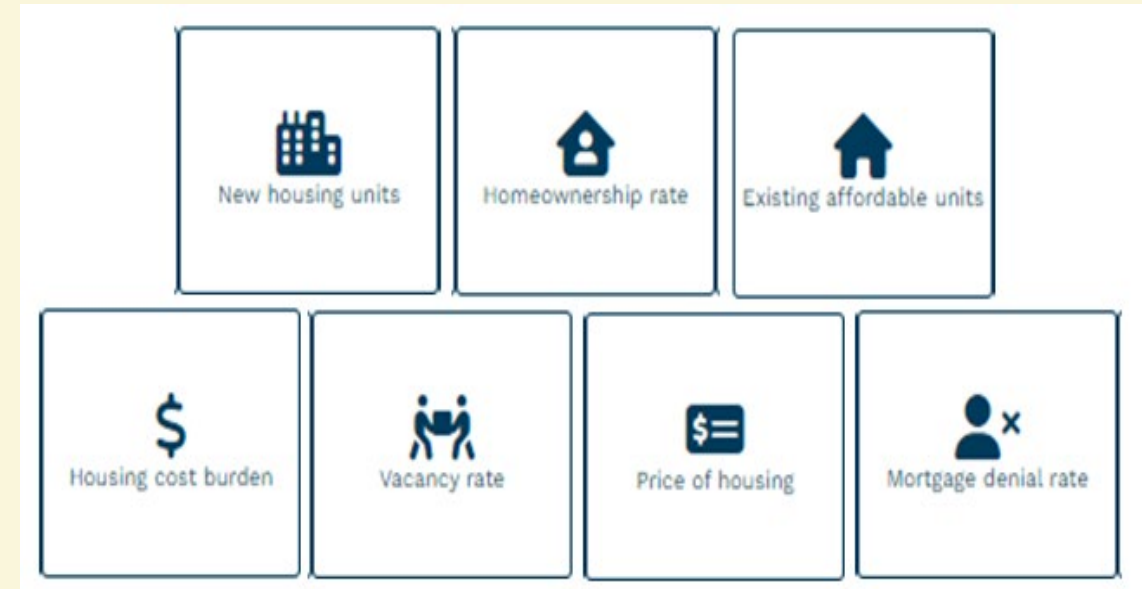 New housing units
Homeownership rate
Existing affordable units
$
Housing cost burden
Vacancy rate
$
Price of housing
Mortgage denial rate